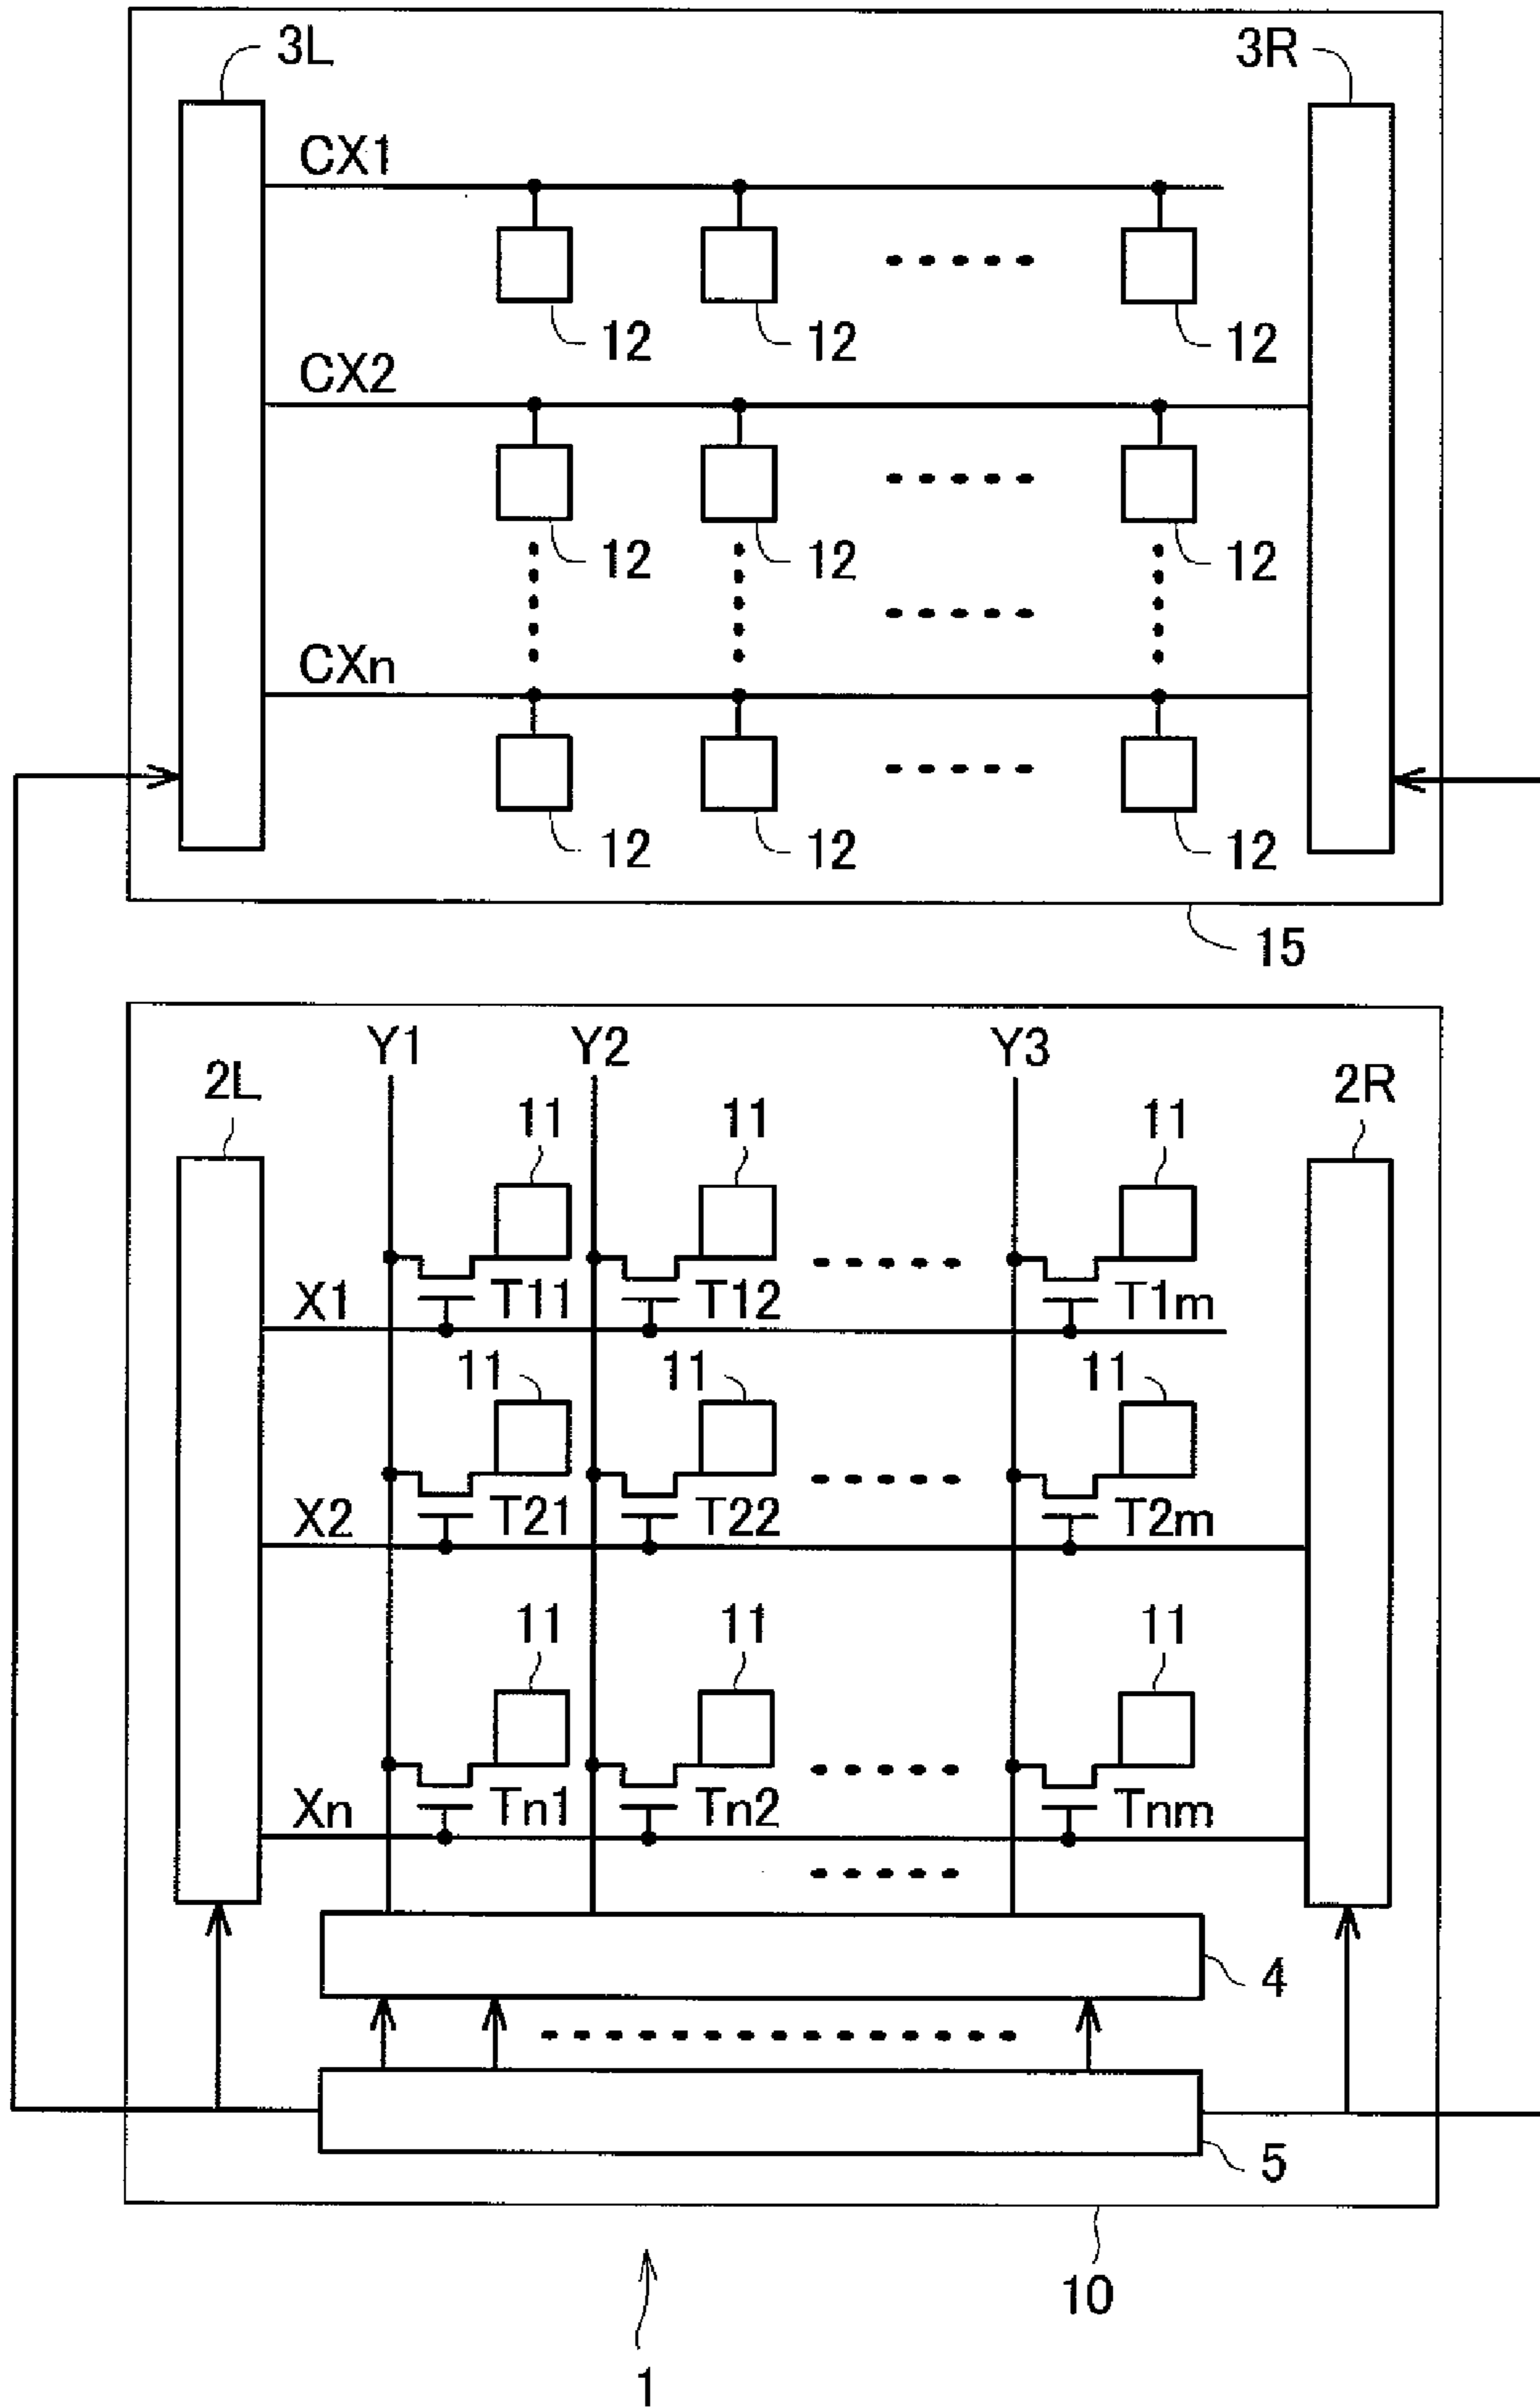 3L 3R
CX1
12 12 12
CX2
12 12 12
CXn
12 12 12
15
Y1 Y2 Y3
2L 2R
11 11 11
X1 T11 T12 T1m
11 11 11
X2 T21 T22 T2m
11 11 11
Xn Tn1 Tn2 Tnm
4
5
10
1